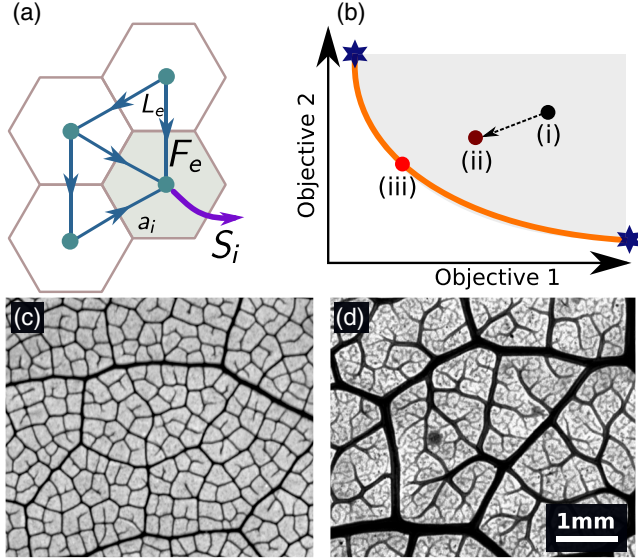 (a)
L_e
F_e
a_i
S_i
(b)
Objective 2
(i)
(ii)
(iii)
Objective 1
(c)
(d)
1mm